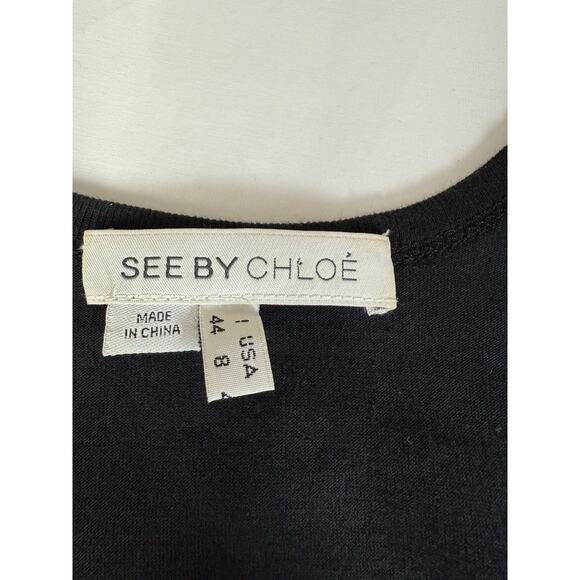 SEE BY CHLOÉ
MADE
IN CHINA
I USA
44 8